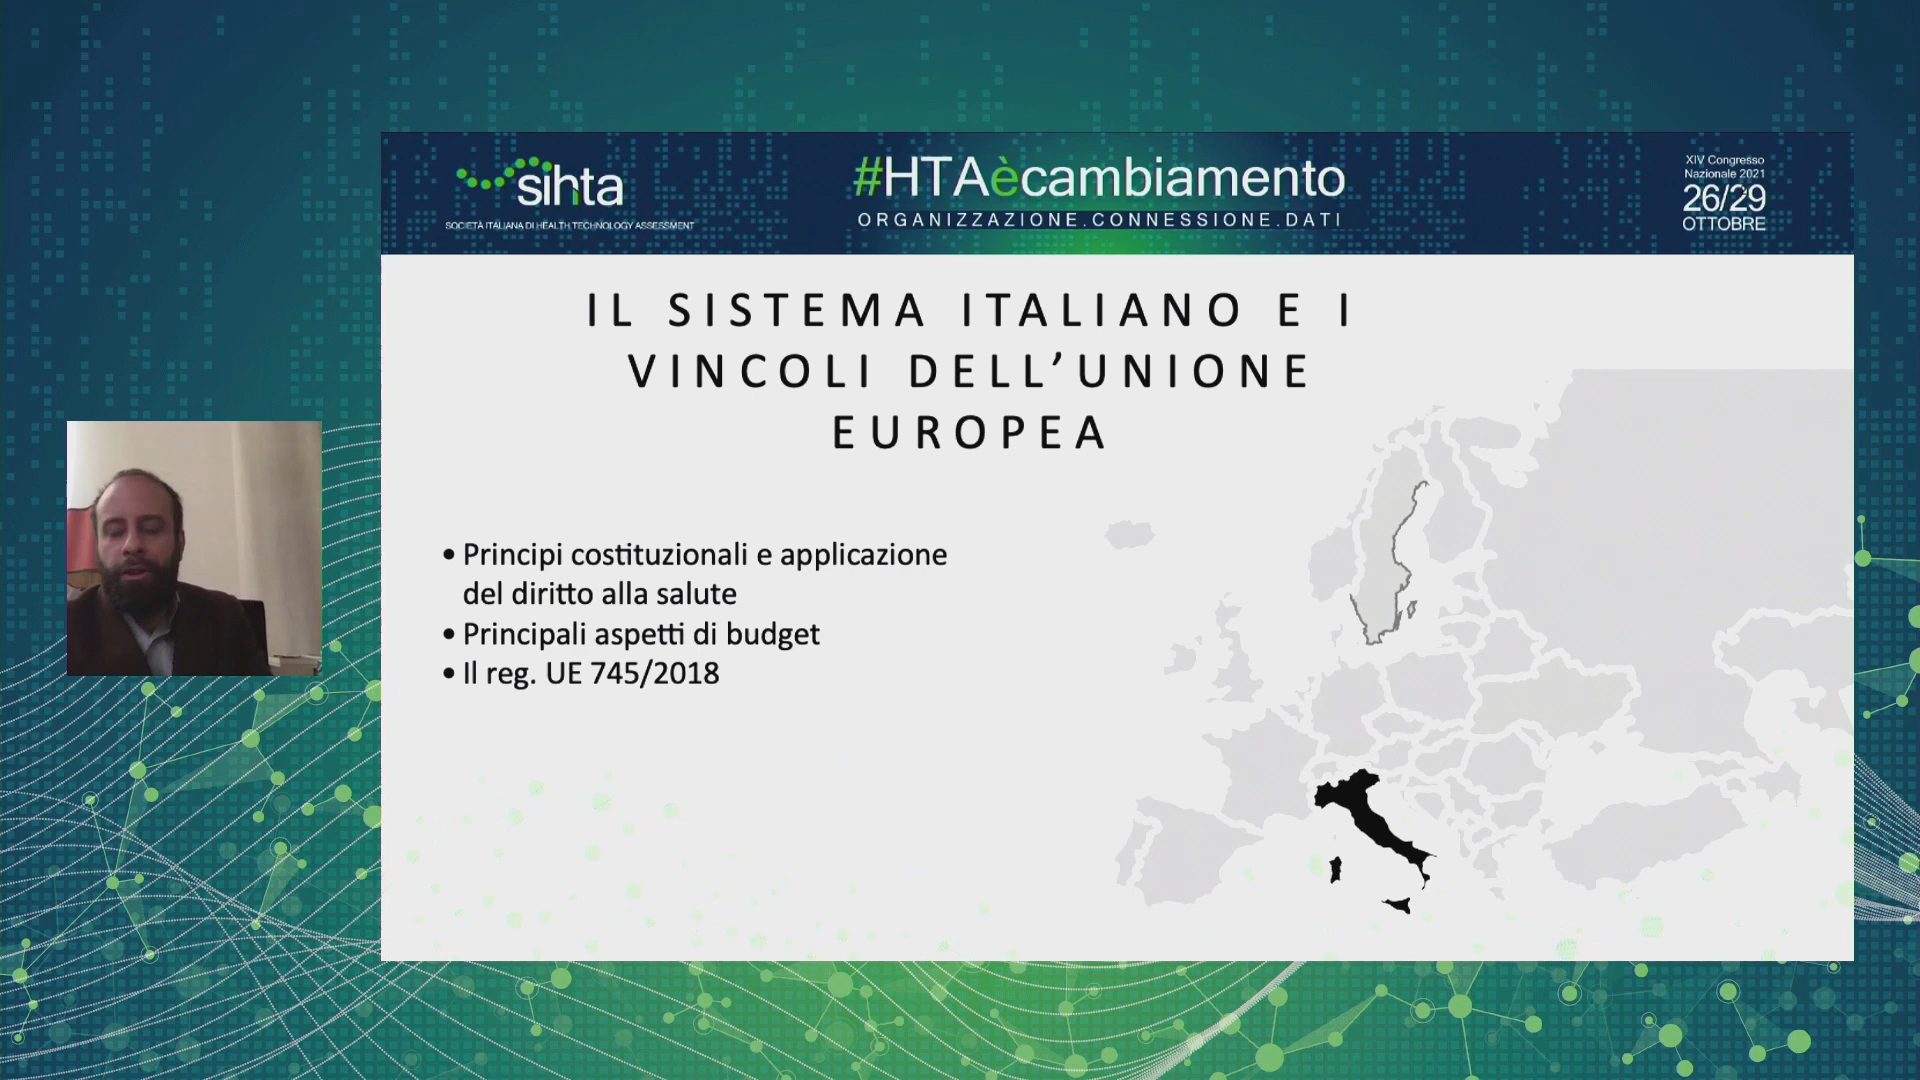 sihta
SOCIETÀ ITALIANA DI HEALTH TECHNOLOGY ASSESSMENT
#HTAècambiamento
ORGANIZZAZIONE.CONNESSIONE.DATI
XIV Congresso
Nazionale 2021
26/29
OTTOBRE
IL SISTEMA ITALIANO E I
VINCOLI DELL’UNIONE
EUROPEA
• Principi costituzionali e applicazione
del diritto alla salute
• Principali aspetti di budget
• Il reg. UE 745/2018